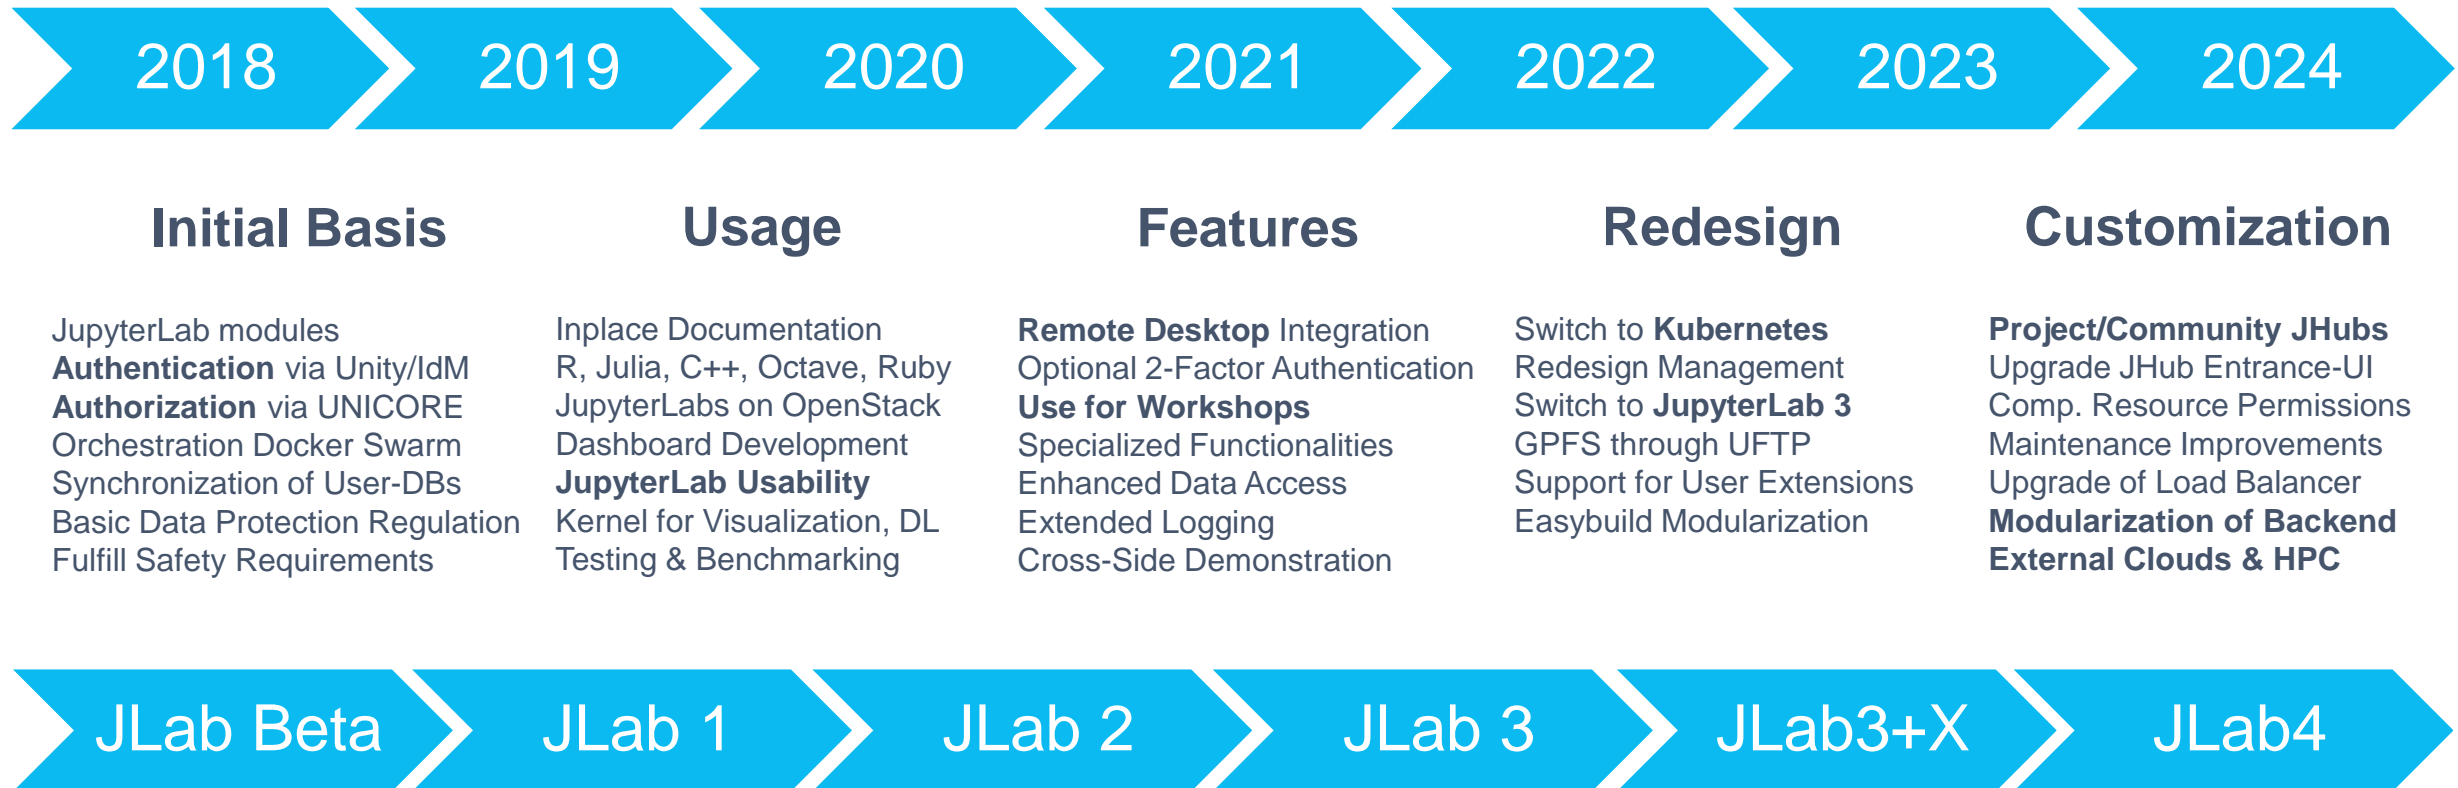 2018
2019
2020
2021
2022
2023
2024
Initial Basis
JupyterLab modules
Authentication via Unity/IdM
Authorization via UNICORE
Orchestration Docker Swarm
Synchronization of User-DBs
Basic Data Protection Regulation
Fulfill Safety Requirements
Usage
Inplace Documentation
R, Julia, C++, Octave, Ruby
JupyterLabs on OpenStack
Dashboard Development
JupyterLab Usability
Kernel for Visualization, DL
Testing & Benchmarking
Features
Remote Desktop Integration
Optional 2-Factor Authentication
Use for Workshops
Specialized Functionalities
Enhanced Data Access
Extended Logging
Cross-Side Demonstration
Redesign
Switch to Kubernetes
Redesign Management
Switch to JupyterLab 3
GPFS through UFTP
Support for User Extensions
Easybuild Modularization
Customization
Project/Community JHubs
Upgrade JHub Entrance-UI
Comp. Resource Permissions
Maintenance Improvements
Upgrade of Load Balancer
Modularization of Backend
External Clouds & HPC
JLab Beta
JLab 1
JLab 2
JLab 3
JLab3+X
JLab4